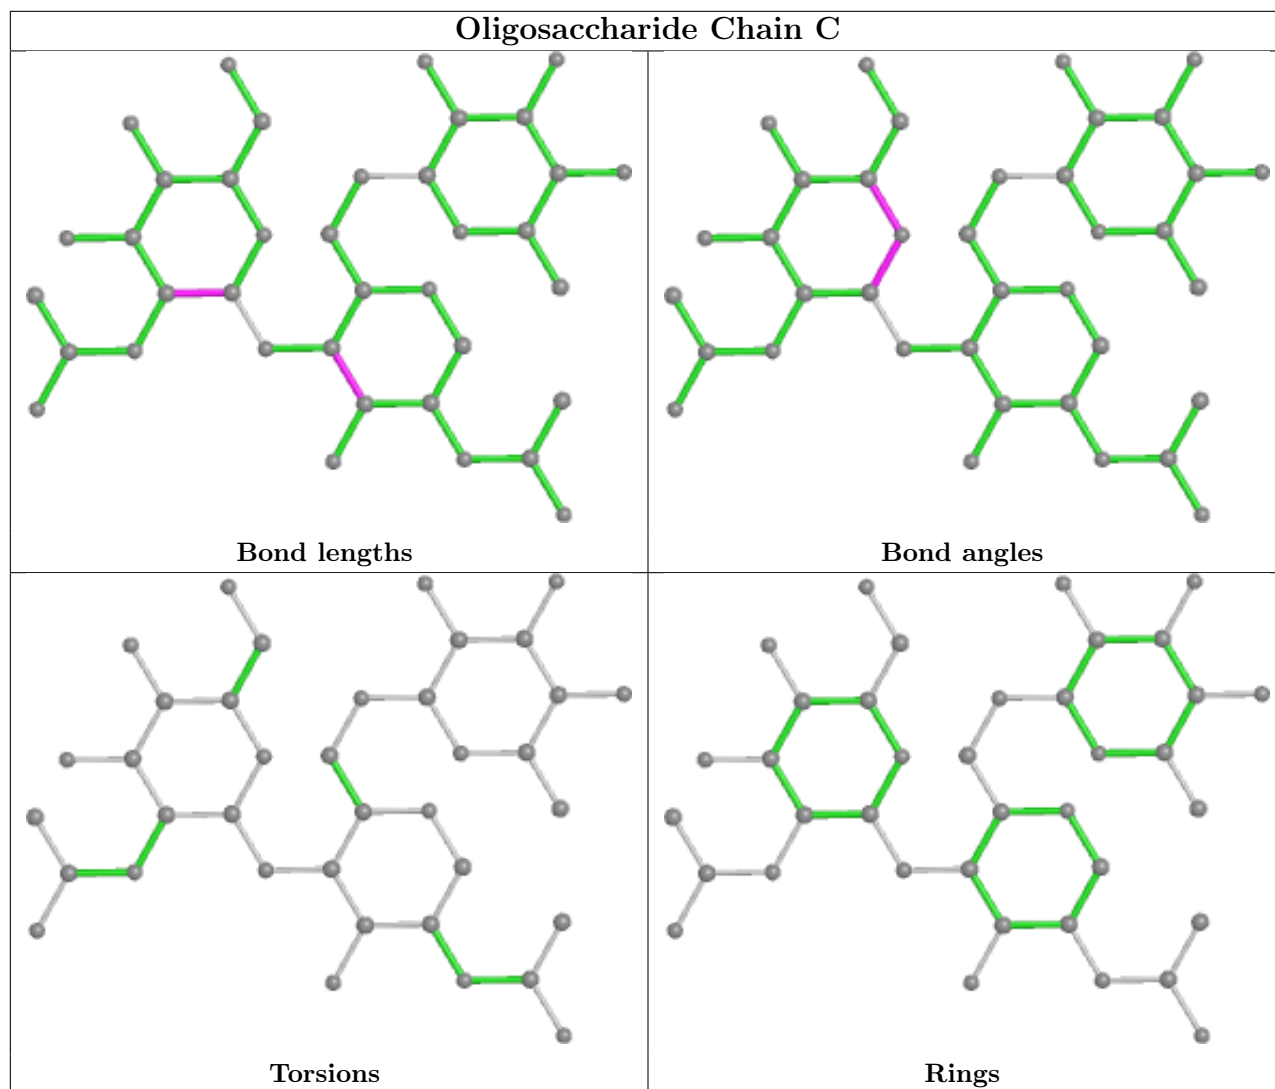 Oligosaccharide Chain C
Bond lengths
Bond angles
Torsions
Rings